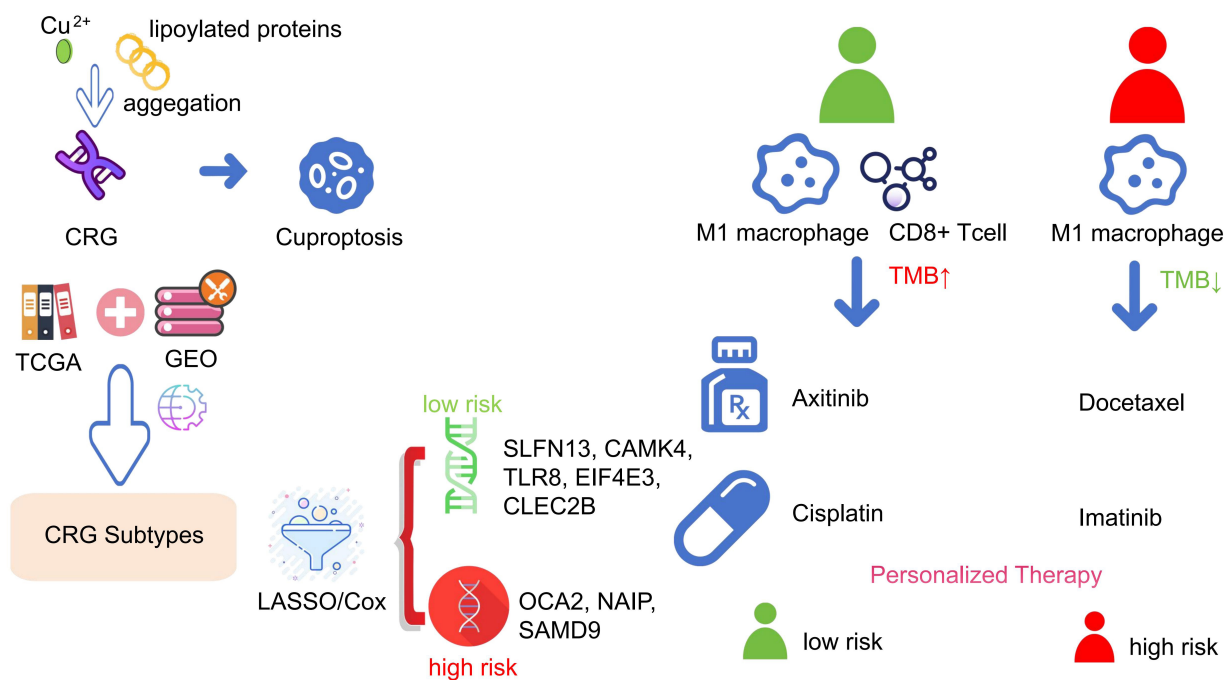 Cu²⁺
lipoylated proteins
aggegation
CRG
Cuproptosis
TCGA
GEO
CRG Subtypes
LASSO/Cox
low risk
SLFN13, CAMK4,
TLR8, EIF4E3,
CLEC2B
OCA2, NAIP,
SAMD9
high risk
M1 macrophage
CD8+ Tcell
M1 macrophage
TMB↑
TMB↓
Rx
Axitinib
Docetaxel
Cisplatin
Imatinib
Personalized Therapy
low risk
high risk